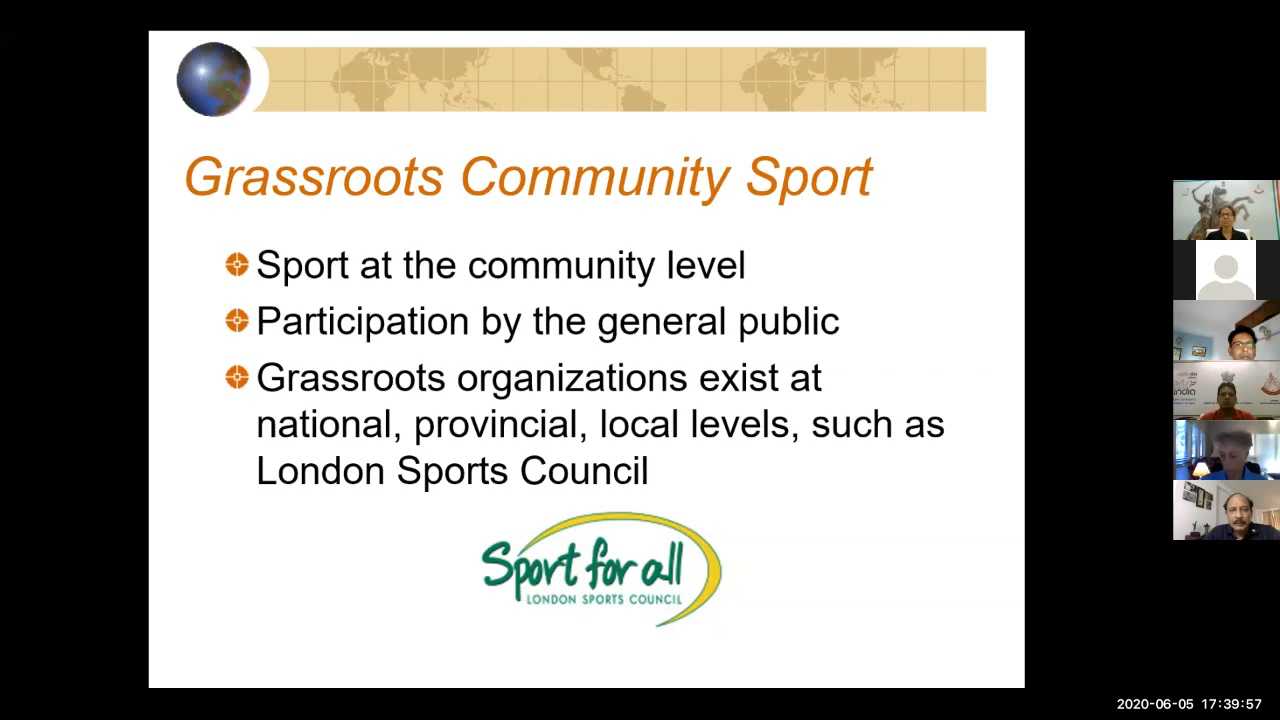 Grassroots Community Sport
Sport at the community level
Participation by the general public
Grassroots organizations exist at
national, provincial, local levels, such as
London Sports Council
Sport for all
LONDON SPORTS COUNCIL
india
2020-06-05 17:39:57